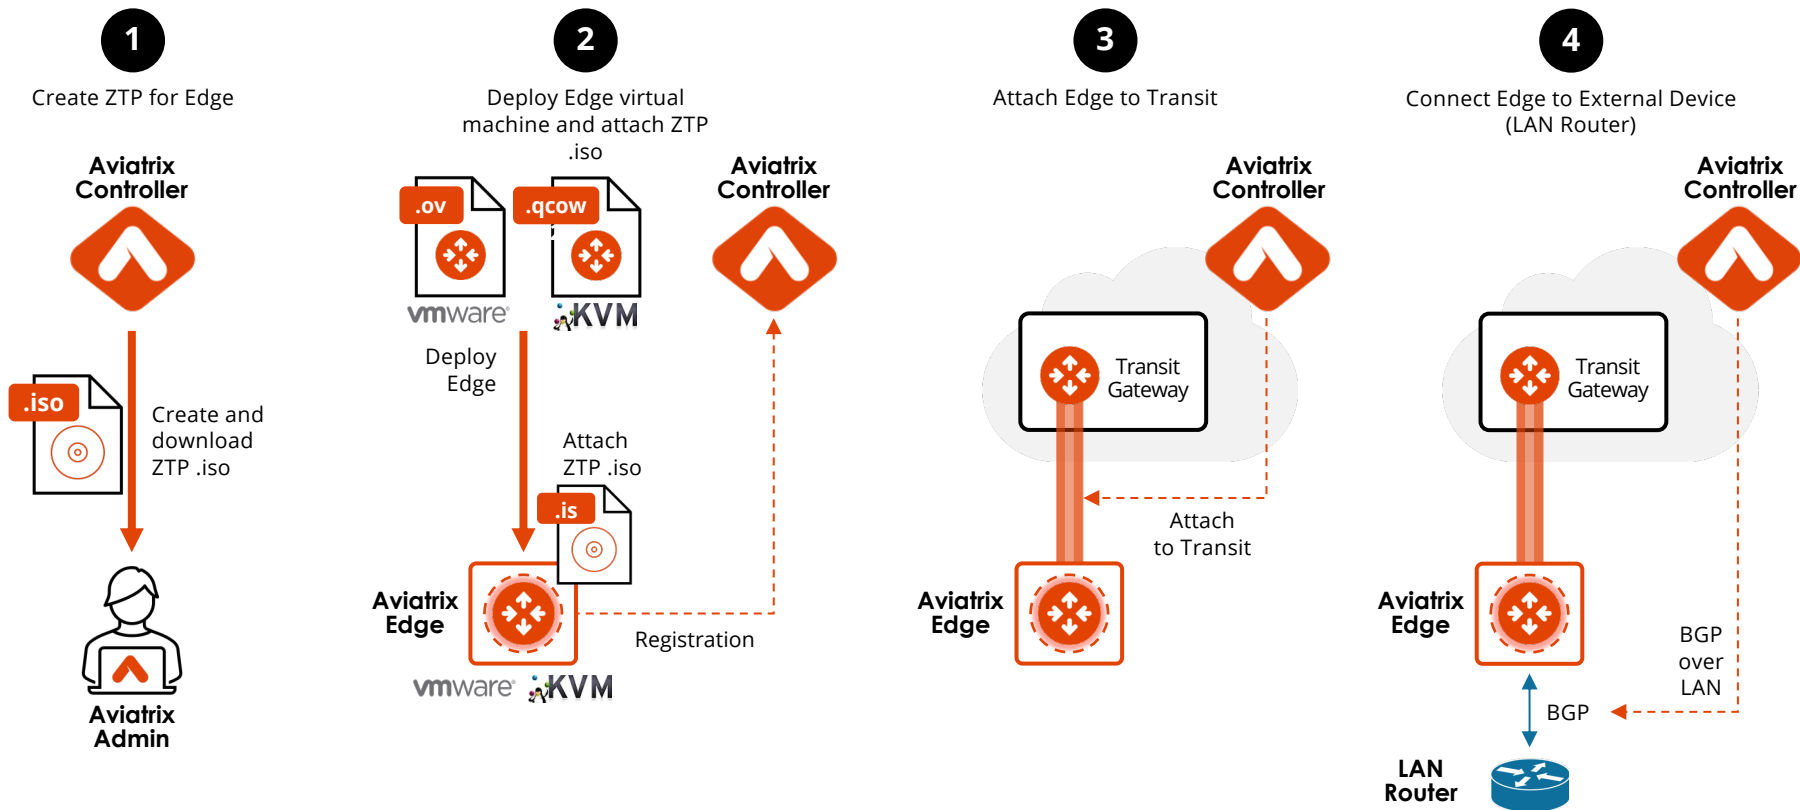 1
Create ZTP for Edge
Aviatrix
Controller
.iso
Create and
download
ZTP .iso
Aviatrix
Admin
2
Deploy Edge virtual
machine and attach ZTP
.iso
.ov
.qcow
vmware®
KVM
Aviatrix
Controller
Deploy
Edge
Attach
ZTP .iso
.is
Aviatrix
Edge
Registration
vmware®
KVM
3
Attach Edge to Transit
Aviatrix
Controller
Transit
Gateway
Attach
to Transit
Aviatrix
Edge
4
Connect Edge to External Device
(LAN Router)
Aviatrix
Controller
Transit
Gateway
Aviatrix
Edge
BGP
over
LAN
BGP
LAN
Router